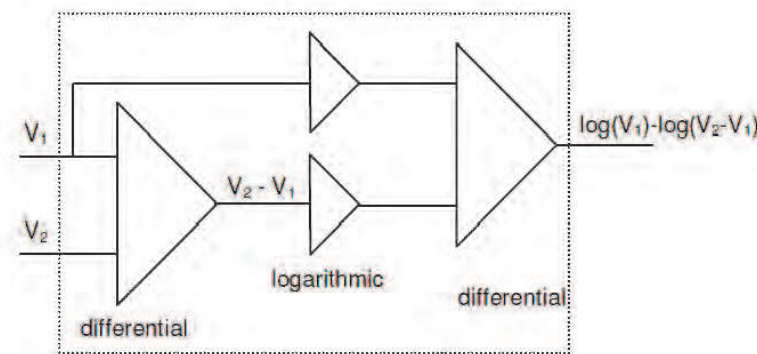 V₁
V₂
V₂ - V₁
log(V₁)-log(V₂-V₁)
logarithmic
differential
differential